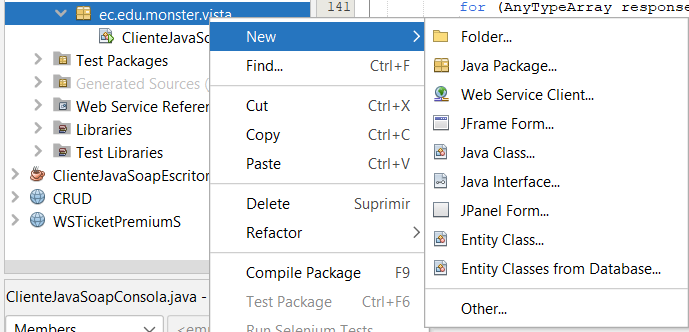 141
for (AnyTypeArray response
ec.edu.monster.vista
ClienteJavaSo
Test Packages
Generated Sources (
Web Service Refere
Libraries
Test Libraries
ClienteJavaSoapEscritor
CRUD
WSTicketPremiumS
ClienteJavaSoapConsola.java -
Members
<em
New
Find... Ctrl+F
Cut Ctrl+X
Copy Ctrl+C
Paste Ctrl+V
Delete Suprimir
Refactor
Compile Package F9
Test Package Ctrl+F6
Run Selenium Tests
Folder...
Java Package...
Web Service Client...
JFrame Form...
Java Class...
Java Interface...
JPanel Form...
Entity Class...
Entity Classes from Database...
Other...